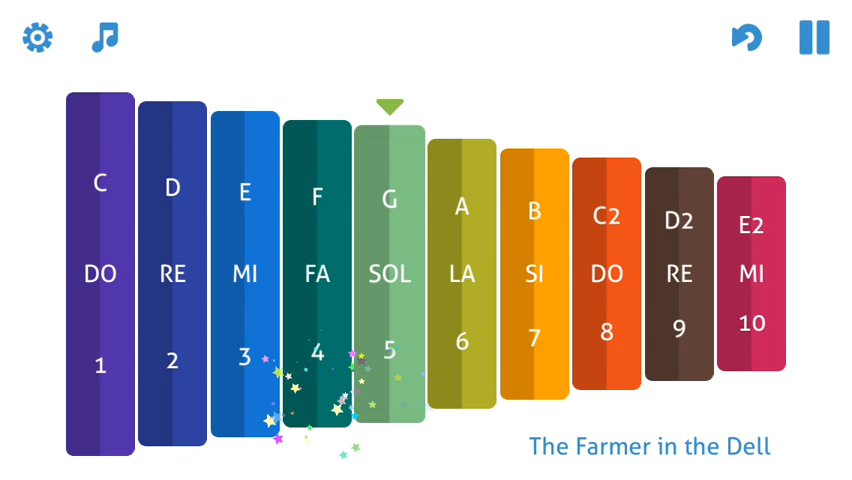 C D E F G A B C2 D2 E2
DO RE MI FA SOL LA SI DO RE MI
1 2 3 4 5 6 7 8 9 10
The Farmer in the Dell